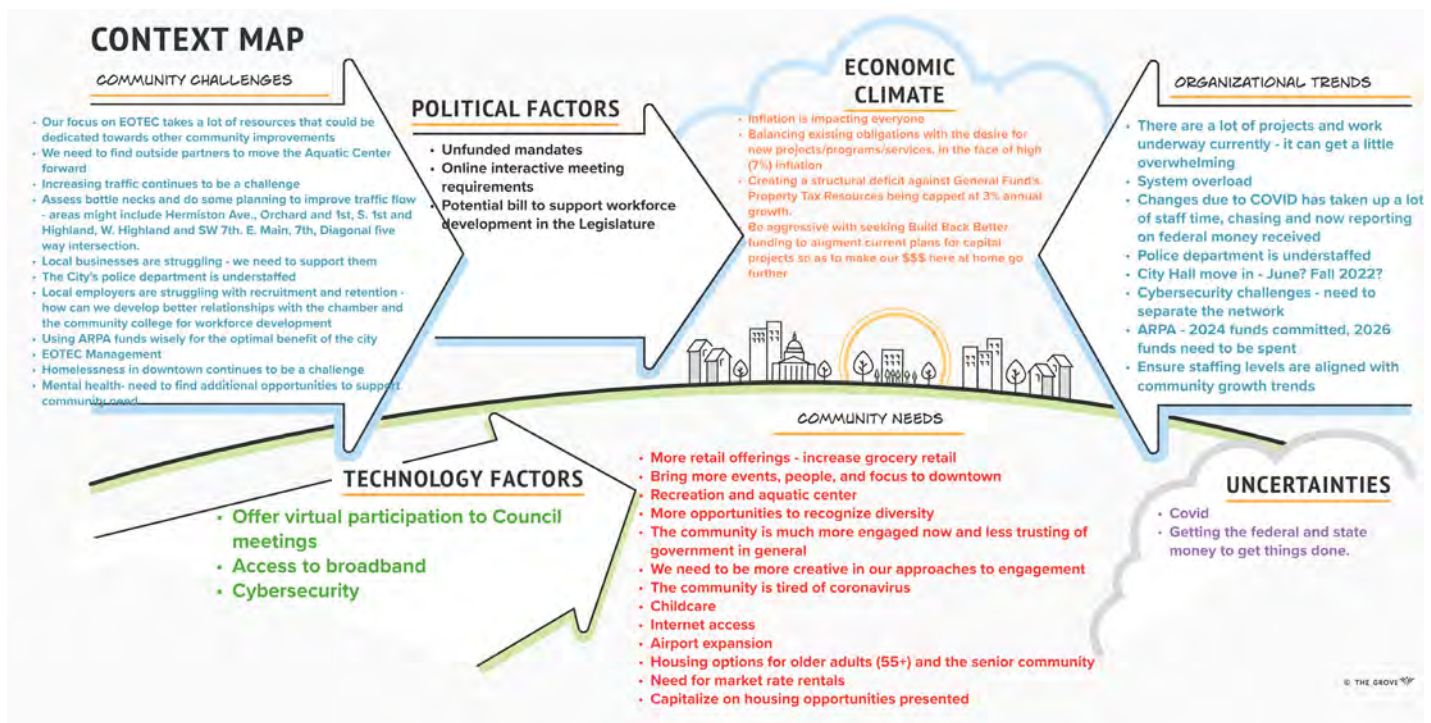 CONTEXT MAP
COMMUNITY CHALLENGES
• Our focus on EOTEC takes a lot of resources that could be
dedicated towards other community improvements
• We need to find outside partners to move the Aquatic Center
forward
• Increasing traffic continues to be a challenge
• Assess bottle necks and do some planning to improve traffic flow
- areas might include Hermiston Ave., Orchard and 1st, S. 1st and
Highland, W. Highland and SW 7th. E. Main, 7th, Diagonal five
way intersection.
• Local businesses are struggling - we need to support them
• The City's police department is understaffed
• Local employers are struggling with recruitment and retention -
how can we develop better relationships with the chamber and
the community college for workforce development
• Using ARPA funds wisely for the optimal benefit of the city
• EOTEC Management
• Homelessness in downtown continues to be a challenge
• Mental health- need to find additional opportunities to support
community need
POLITICAL FACTORS
• Unfunded mandates
• Online interactive meeting
requirements
• Potential bill to support workforce
development in the Legislature
ECONOMIC
CLIMATE
• Inflation is impacting everyone
• Balancing existing obligations with the desire for
new projects/programs/services, in the face of high
(7%) inflation
• Creating a structural deficit against General Fund's
Property Tax Resources being capped at 3% annual
growth.
• Be aggressive with seeking Build Back Better
funding to augment current plans for capital
projects so as to make our $$$ here at home go
further
ORGANIZATIONAL TRENDS
• There are a lot of projects and work
underway currently - it can get a little
overwhelming
• System overload
• Changes due to COVID has taken up a lot
of staff time, chasing and now reporting
on federal money received
• Police department is understaffed
• City Hall move in - June? Fall 2022?
• Cybersecurity challenges - need to
separate the network
• ARPA - 2024 funds committed, 2026
funds need to be spent
• Ensure staffing levels are aligned with
community growth trends
TECHNOLOGY FACTORS
• Offer virtual participation to Council
meetings
• Access to broadband
• Cybersecurity
COMMUNITY NEEDS
• More retail offerings - increase grocery retail
• Bring more events, people, and focus to downtown
• Recreation and aquatic center
• More opportunities to recognize diversity
• The community is much more engaged now and less trusting of
government in general
• We need to be more creative in our approaches to engagement
• The community is tired of coronavirus
• Childcare
• Internet access
• Airport expansion
• Housing options for older adults (55+) and the senior community
• Need for market rate rentals
• Capitalize on housing opportunities presented
UNCERTAINTIES
• Covid
• Getting the federal and state
money to get things done.
© THE GROVE